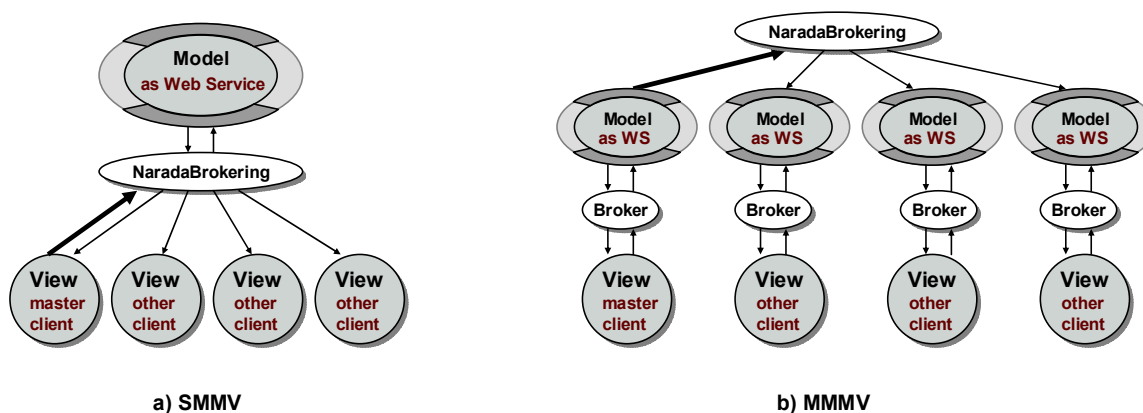 Model
as Web Service
NaradaBrokering
View
master
client
View
other
client
View
other
client
View
other
client
a) SMMV
NaradaBrokering
Model
as WS
Model
as WS
Model
as WS
Model
as WS
Broker
Broker
Broker
Broker
View
master
client
View
other
client
View
other
client
View
other
client
b) MMMV